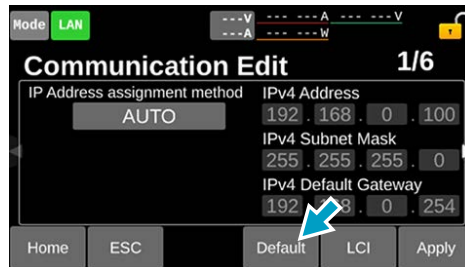 Mode LAN ---V --- --- A --- --- V
---A --- --- W
Communication Edit 1/6
IP Address assignment method
AUTO
IPv4 Address
192 . 168 . 0 . 100
IPv4 Subnet Mask
255 . 255 . 255 . 0
IPv4 Default Gateway
192 . 168 . 0 . 254
Home ESC Default LCI Apply